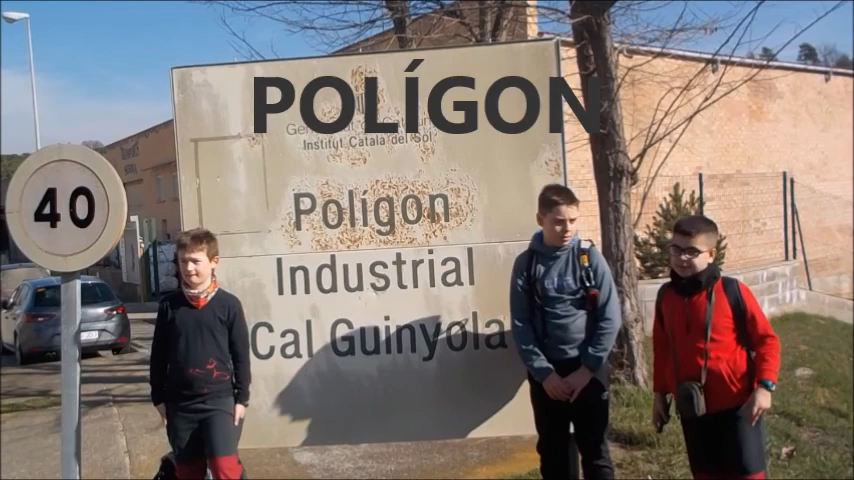 POLÍGON
Institut Català del Sòl
Polígon
Industrial
Cal Guinyola
40